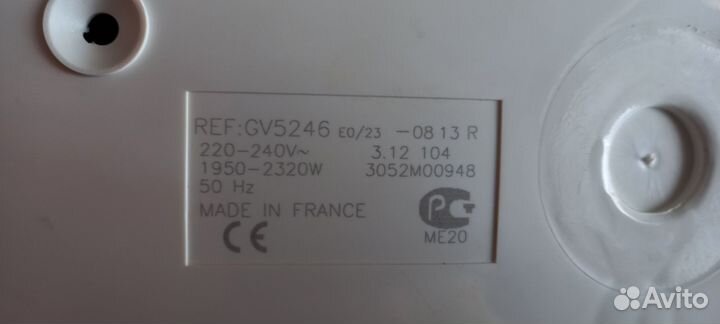 REF:GV5246 E0/23 -08 13 R
220-240V~ 3.12 104
1950-2320W 3052M00948
50 Hz
MADE IN FRANCE
CE PCT
ME20
Avito